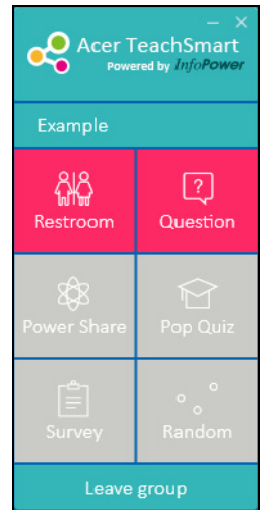 Acer TeachSmart
Powered by InfoPower
Example
Restroom
Question
?
Power Share
Pop Quiz
Survey
Random
Leave group